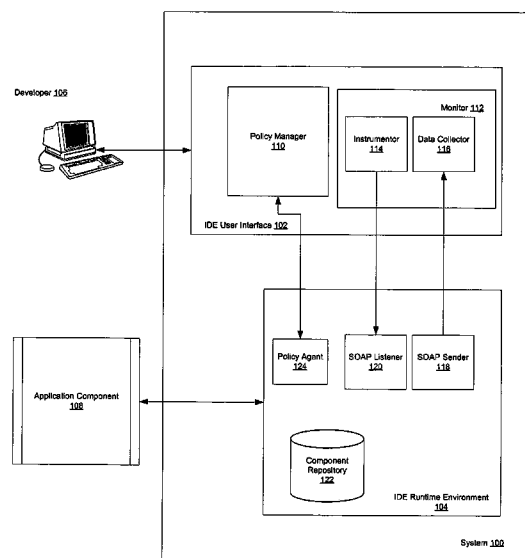 Developer 106
Monitor 112
Policy Manager
110
Instrumentor
114
Data Collector
116
IDE User Interface 102
Policy Agent
124
SOAP Listener
120
SOAP Sender
118
Application Component
108
Component
Repository
122
IDE Runtime Environment
104
System 100